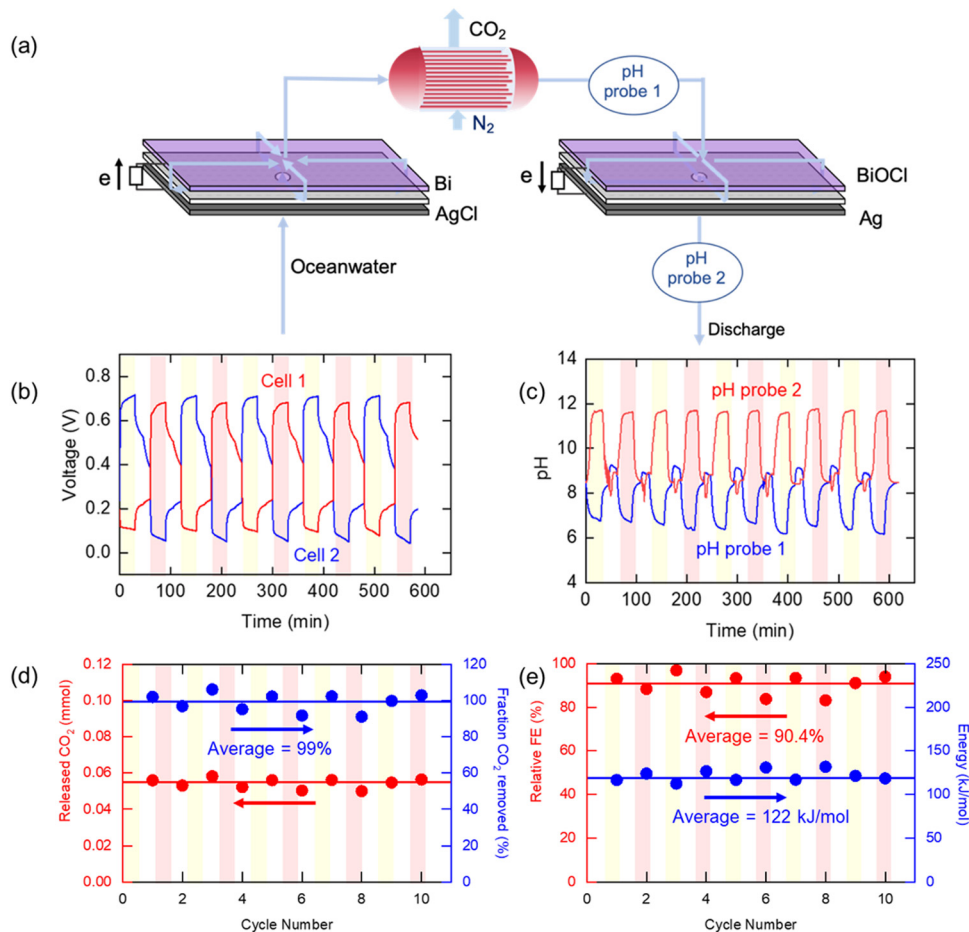 (a)
CO₂
N₂
pH
probe 1
e
Bi
AgCl
e
BiOCl
Ag
Oceanwater
pH
probe 2
Discharge
(b)
Voltage (V)
0.8
0.6
0.4
0.2
0.0
Cell 1
Cell 2
0 100 200 300 400 500 600
Time (min)
(c)
pH
14
12
10
8
6
4
pH probe 2
pH probe 1
0 100 200 300 400 500 600
Time (min)
(d)
Released CO₂ (mmol)
0.12
0.10
0.08
0.06
0.04
0.02
0.00
Average = 99%
120
100
80
60
40
20
0
Fraction CO₂ removed (%)
0 2 4 6 8 10
Cycle Number
(e)
Relative FE (%)
100
80
60
40
20
0
Average = 90.4%
Average = 122 kJ/mol
250
200
150
100
50
0
Energy (kJ/mol)
0 2 4 6 8 10
Cycle Number